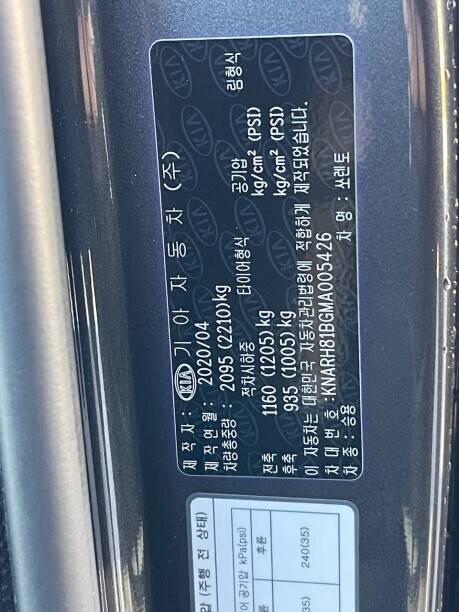 제 작 자 : KIA 기 아 자 동 차 (주)
제 작 연 월 : 2020/04
차량총중량 : 2095 (2210)kg
적차시하중 타이어형식 공기압 림형식
전축 1160 (1205) kg kg/cm² (PSI)
후축 935 (1005) kg kg/cm² (PSI)
이 자동차는 대한민국 자동차관리법령에 적합하게 제작되었습니다.
차 대 번 호 : KNARH81BGMA005426
차 종 : 승용 차 명 : 쏘렌토
압 (주행 전 상태)
어 공기압 kPa(psi)
후륜
240(35)
240(35)